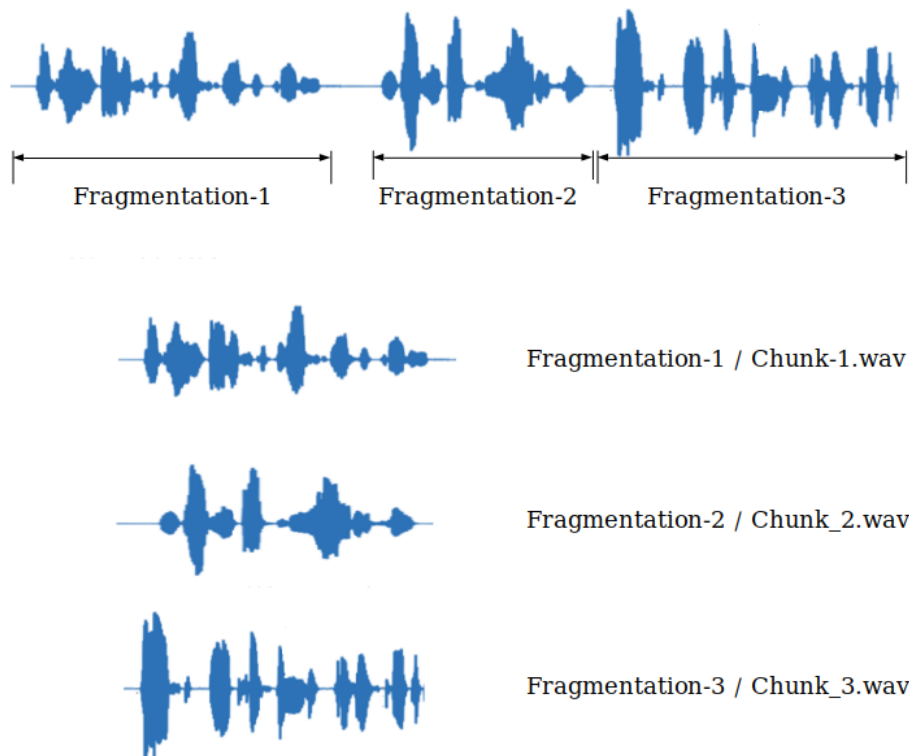 Fragmentation-1
Fragmentation-2
Fragmentation-3
Fragmentation-1 / Chunk-1.wav
Fragmentation-2 / Chunk_2.wav
Fragmentation-3 / Chunk_3.wav